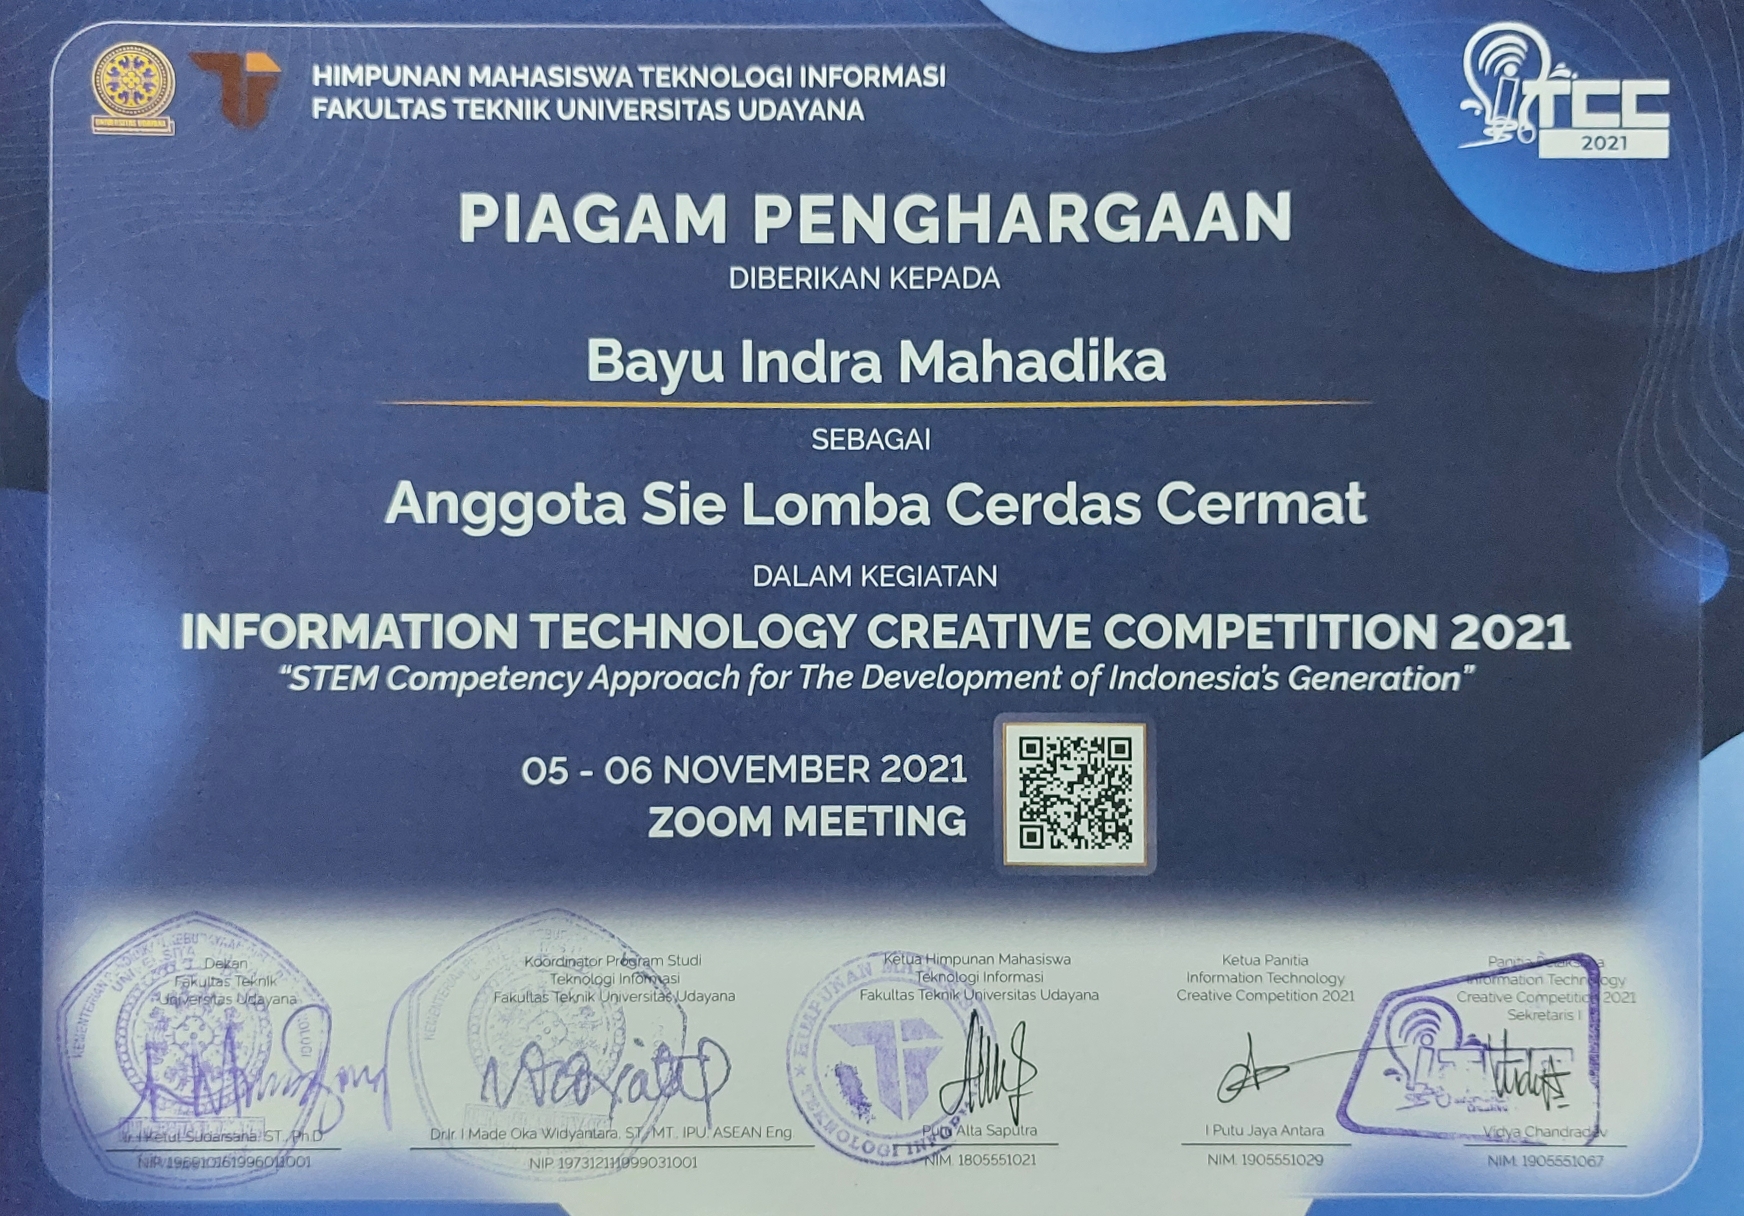 HIMPUNAN MAHASISWA TEKNOLOGI INFORMASI
FAKULTAS TEKNIK UNIVERSITAS UDAYANA
UNIVERSITAS UDAYANA
ITCC
2021
PIAGAM PENGHARGAAN
DIBERIKAN KEPADA
Bayu Indra Mahadika
SEBAGAI
Anggota Sie Lomba Cerdas Cermat
DALAM KEGIATAN
INFORMATION TECHNOLOGY CREATIVE COMPETITION 2021
“STEM Competency Approach for The Development of Indonesia's Generation”
05 - 06 NOVEMBER 2021
ZOOM MEETING
Dekan
Fakultas Teknik
Universitas Udayana
I Ketut Sudarsana, ST., Ph.D
NIP.
Koordinator Program Studi
Teknologi Informasi
Fakultas Teknik Universitas Udayana
Dr.Ir. I Made Oka Widyantara, ST., MT., IPU. ASEAN Eng
NIP. 197312111999031001
Ketua Himpunan Mahasiswa
Teknologi Informasi
Fakultas Teknik Universitas Udayana
HIMPUNAN
TEKNOLOGI
Putu Alta Saputra
NIM. 1805551021
Ketua Panitia
Information Technology
Creative Competition 2021
I Putu Jaya Antara
NIM. 1905551029
Panitia
Information Technology
Creative Competition 2021
Sekretaris I
Vidya Chandradev
NIM. 1905551067